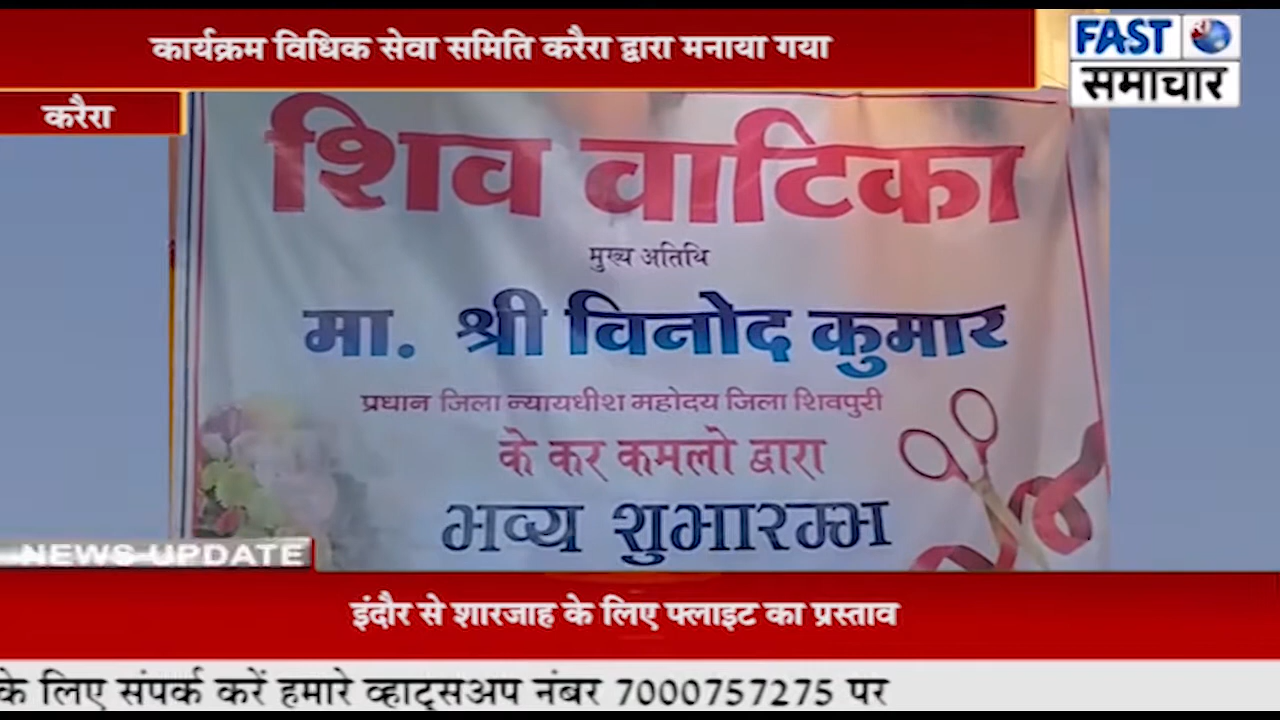 कार्यक्रम विधिक सेवा समिति करैरा द्वारा मनाया गया
FAST
समाचार
करैरा
शिव वाटिका
मुख्य अतिथि
मा. श्री विनोद कुमार
प्रधान जिला न्यायधीश महोदय जिला शिवपुरी
के कर कमलो द्वारा
भव्य शुभारम्भ
NEWS UPDATE
इंदौर से शारजाह के लिए फ्लाइट का प्रस्ताव
के लिए संपर्क करें हमारे व्हाट्सअप नंबर 7000757275 पर